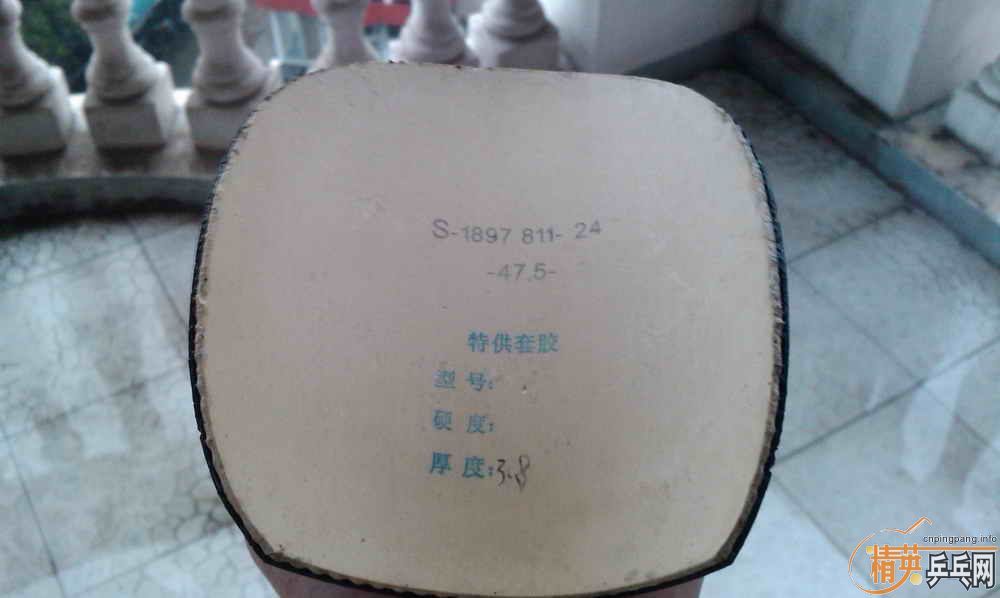 S-1897 811- 24
-47.5-
特供套胶
型号:
硬度:
厚度:3.8
cnpingpang.info
精英乒乓网